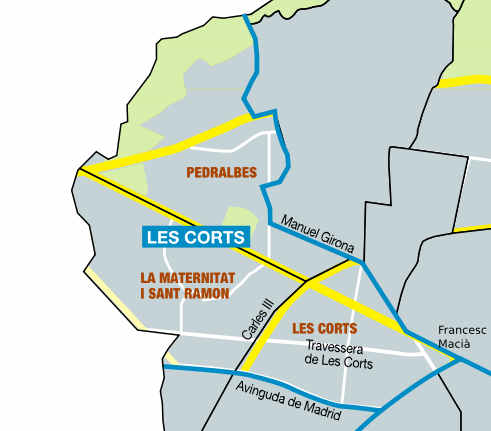 PEDRALBES
Manuel Girona
LES CORTS
LA MATERNITAT
I SANT RAMON
Carles III
LES CORTS
Travessera
de Les Corts
Francesc
Macià
Avinguda de Madrid